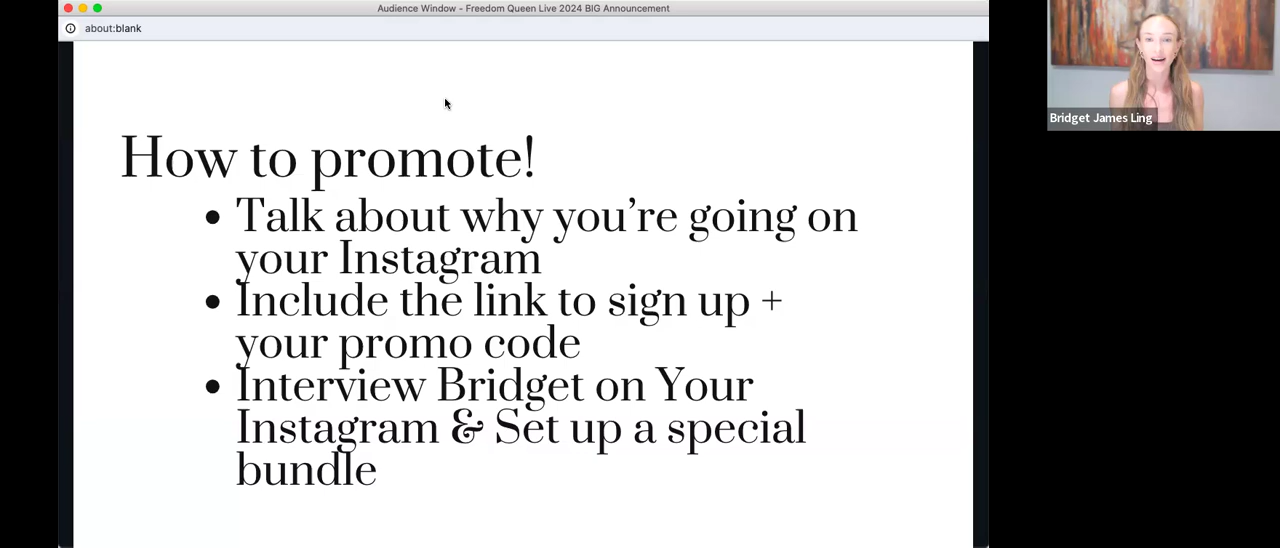 Audience Window - Freedom Queen Live 2024 BIG Announcement
about:blank
How to promote!
• Talk about why you’re going on
your Instagram
• Include the link to sign up +
your promo code
• Interview Bridget on Your
Instagram & Set up a special
bundle
Bridget James Ling